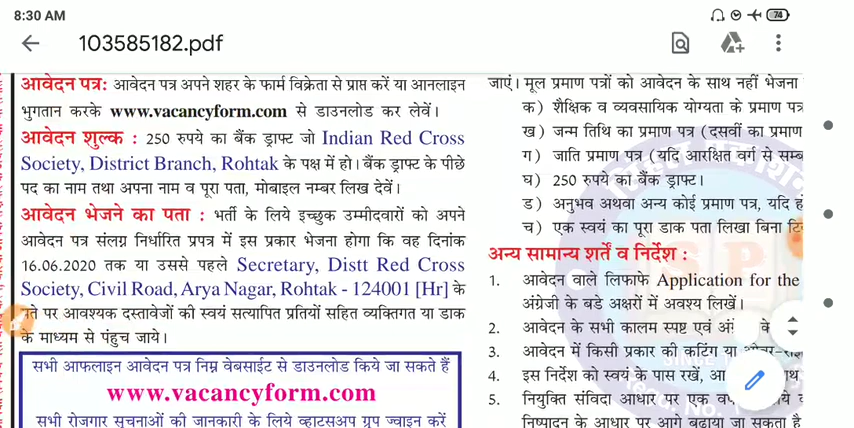 8:30 AM
74
103585182.pdf
आवेदन पत्र: आवेदन पत्र अपने शहर के फार्म विक्रेता से प्राप्त करें या आनलाइन
भुगतान करके www.vacancyform.com से डाउनलोड कर लेवें।
आवेदन शुल्क : 250 रुपये का बैंक ड्राफ्ट जो Indian Red Cross
Society, District Branch, Rohtak के पक्ष में हो। बैंक ड्राफ्ट के पीछे
पद का नाम तथा अपना नाम व पूरा पता, मोबाइल नम्बर लिख देवें।
आवेदन भेजने का पता : भर्ती के लिये इच्छुक उम्मीदवारों को अपने
आवेदन पत्र संलग्न निर्धारित प्रपत्र में इस प्रकार भेजना होगा कि वह दिनांक
16.06.2020 तक या उससे पहले Secretary, Distt Red Cross
Society, Civil Road, Arya Nagar, Rohtak - 124001 [Hr] के
पते पर आवश्यक दस्तावेजों की स्वयं सत्यापित प्रतियों सहित व्यक्तिगत या डाक
के माध्यम से पंहुच जाये।
सभी आफलाइन आवेदन पत्र निम्न वेबसाईट से डाउनलोड किये जा सकते हैं
www.vacancyform.com
सभी रोजगार सूचनाओं की जानकारी के लिये व्हाटसअप ग्रुप ज्वाइन करें
जाएं। मूल प्रमाण पत्रों को आवेदन के साथ नहीं भेजना
क) शैक्षिक व व्यवसायिक योग्यता के प्रमाण पत्र
ख) जन्म तिथि का प्रमाण पत्र (दसवीं का प्रमाण
ग) जाति प्रमाण पत्र (यदि आरक्षित वर्ग से सम्ब
घ) 250 रुपये का बैंक ड्राफ्ट।
ड) अनुभव अथवा अन्य कोई प्रमाण पत्र, यदि ह
च) एक स्वयं का पूरा डाक पता लिखा बिना टि
अन्य सामान्य शर्तें व निर्देश :
1. आवेदन वाले लिफाफे Application for the
अंग्रेजी के बडे अक्षरों में अवश्य लिखें।
2. आवेदन के सभी कालम स्पष्ट एवं
3. आवेदन में किसी प्रकार की कटिंग या
4. इस निर्देश को स्वयं के पास रखें,
5. नियुक्ति संविदा आधार पर एक
निष्पादन के आधार पर आगे बढ़ाया जा सकता है
SP